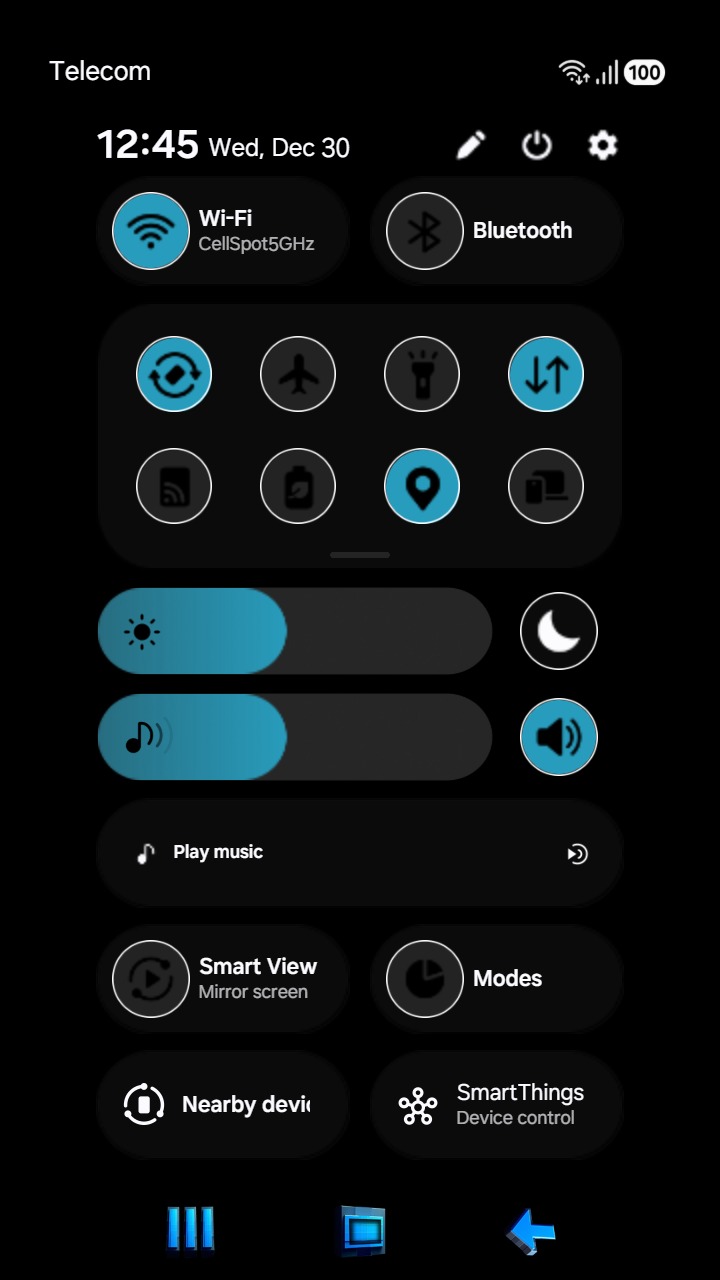 Telecom
100
12:45 Wed, Dec 30
Wi-Fi
CellSpot5GHz
Bluetooth
Play music
Smart View
Mirror screen
Modes
Nearby devi
SmartThings
Device control